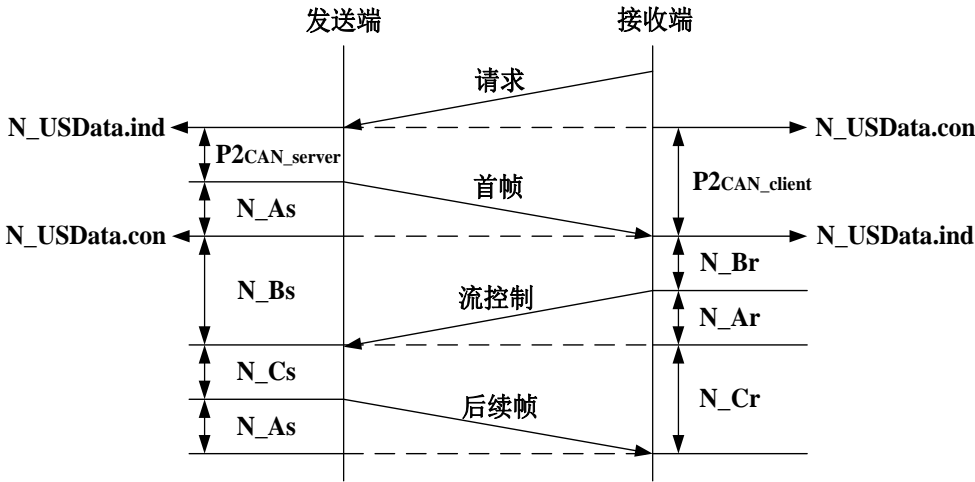 发送端 接收端
请求
N_USData.ind N_USData.con
P2CAN_server
首帧 P2CAN_client
N_As
N_USData.con N_USData.ind
N_Br
N_Bs 流控制
N_Ar
N_Cs
后续帧 N_Cr
N_As